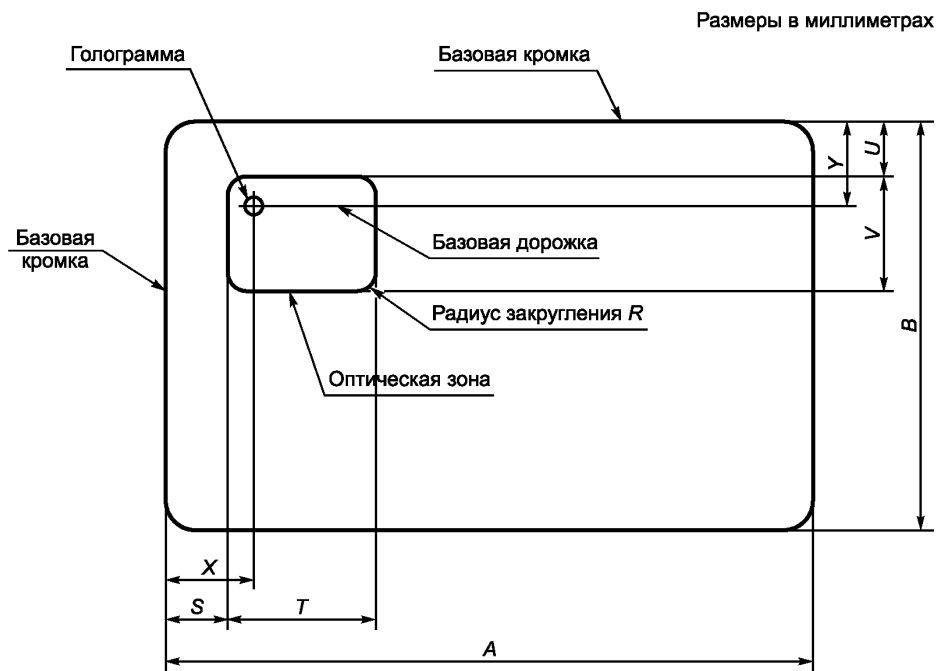 Размеры в миллиметрах
Голограмма
Базовая кромка
Y
U
V
Базовая
кромка
Базовая дорожка
Радиус закругления R
B
Оптическая зона
X
S
T
A